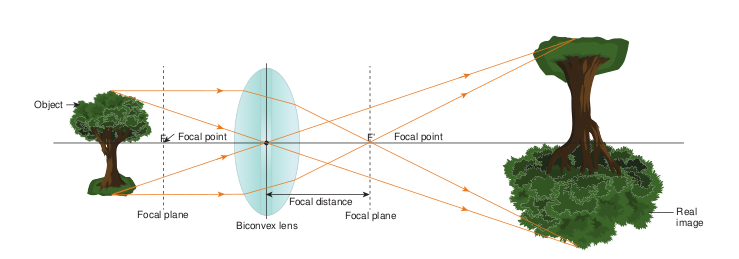 Object
F
Focal point
F'
Focal point
Focal distance
Focal plane
Focal plane
Biconvex lens
Real
image